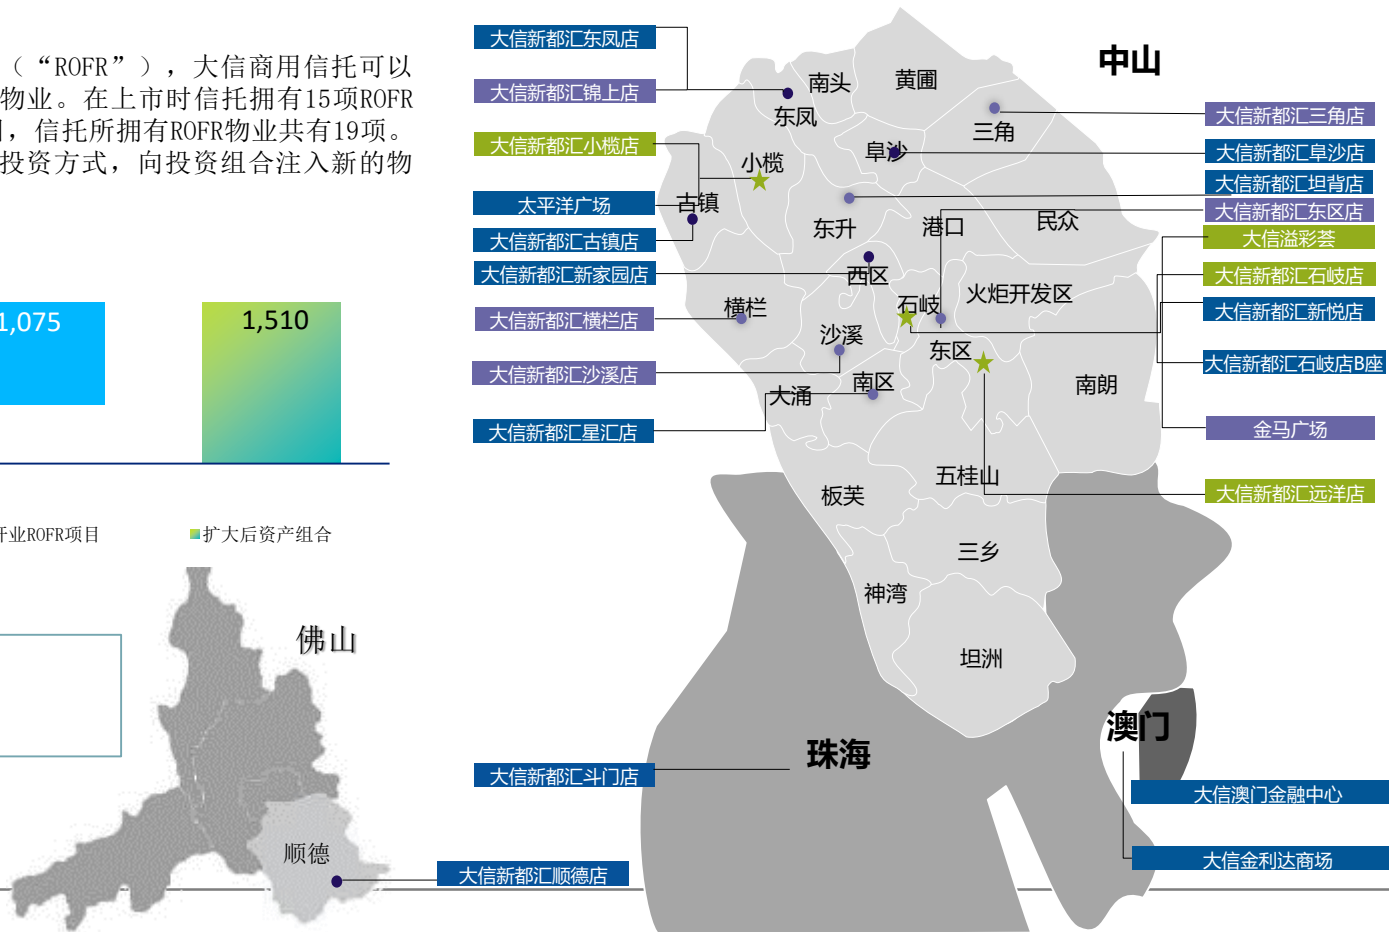 （“ROFR”），大信商用信托可以
物业。在上市时信托拥有15项ROFR
，信托所拥有ROFR物业共有19项。
投资方式，向投资组合注入新的物
1,075
1,510
业ROFR项目
扩大后资产组合
佛山
顺德
大信新都汇顺德店
大信新都汇东凤店
大信新都汇锦上店
大信新都汇小榄店
太平洋广场
大信新都汇古镇店
大信新都汇新家园店
大信新都汇横栏店
大信新都汇沙溪店
大信新都汇星汇店
大信新都汇斗门店
中山
南头
黄圃
东凤
三角
阜沙
小榄
古镇
东升
港口
民众
西区
火炬开发区
横栏
石岐
沙溪
东区
南区
大涌
南朗
五桂山
板芙
三乡
神湾
坦洲
珠海
澳门
大信新都汇三角店
大信新都汇阜沙店
大信新都汇坦背店
大信新都汇东区店
大信溢彩荟
大信新都汇石岐店
大信新都汇新悦店
大信新都汇石岐店B座
金马广场
大信新都汇远洋店
大信澳门金融中心
大信金利达商场